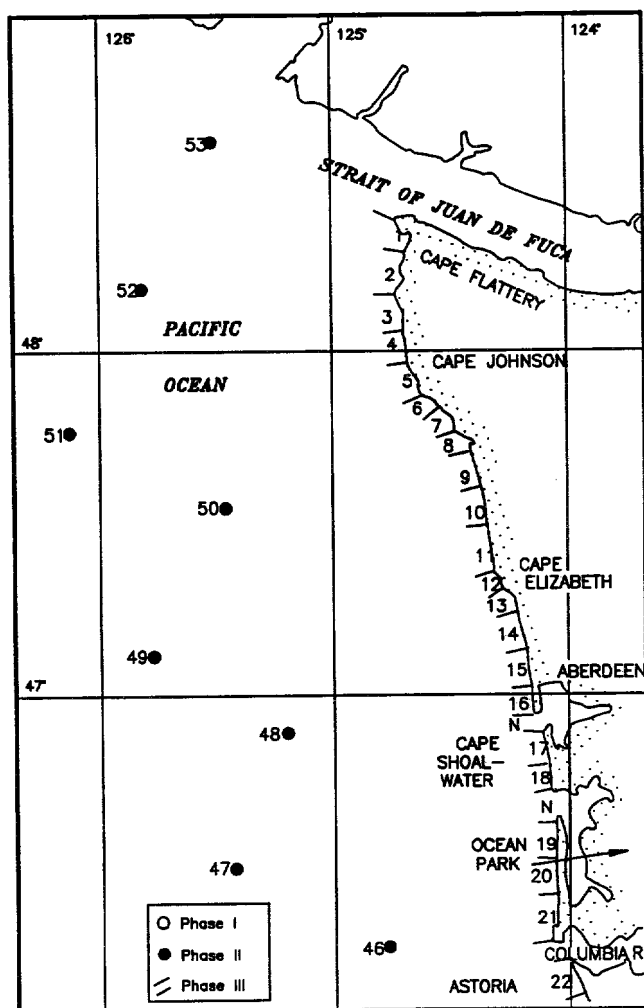 126°
125°
124°
53
STRAIT OF JUAN DE FUCA
1
CAPE FLATTERY
2
52
3
PACIFIC
48°
4
CAPE JOHNSON
OCEAN
5
6
7
51
8
9
50
10
11
CAPE
ELIZABETH
12
13
14
49
15
ABERDEEN
47°
16
N
48
17
CAPE
SHOAL-
WATER
18
N
19
OCEAN
PARK
47
20
21
Phase I
Phase II
Phase III
46
COLUMBIA R
ASTORIA
22